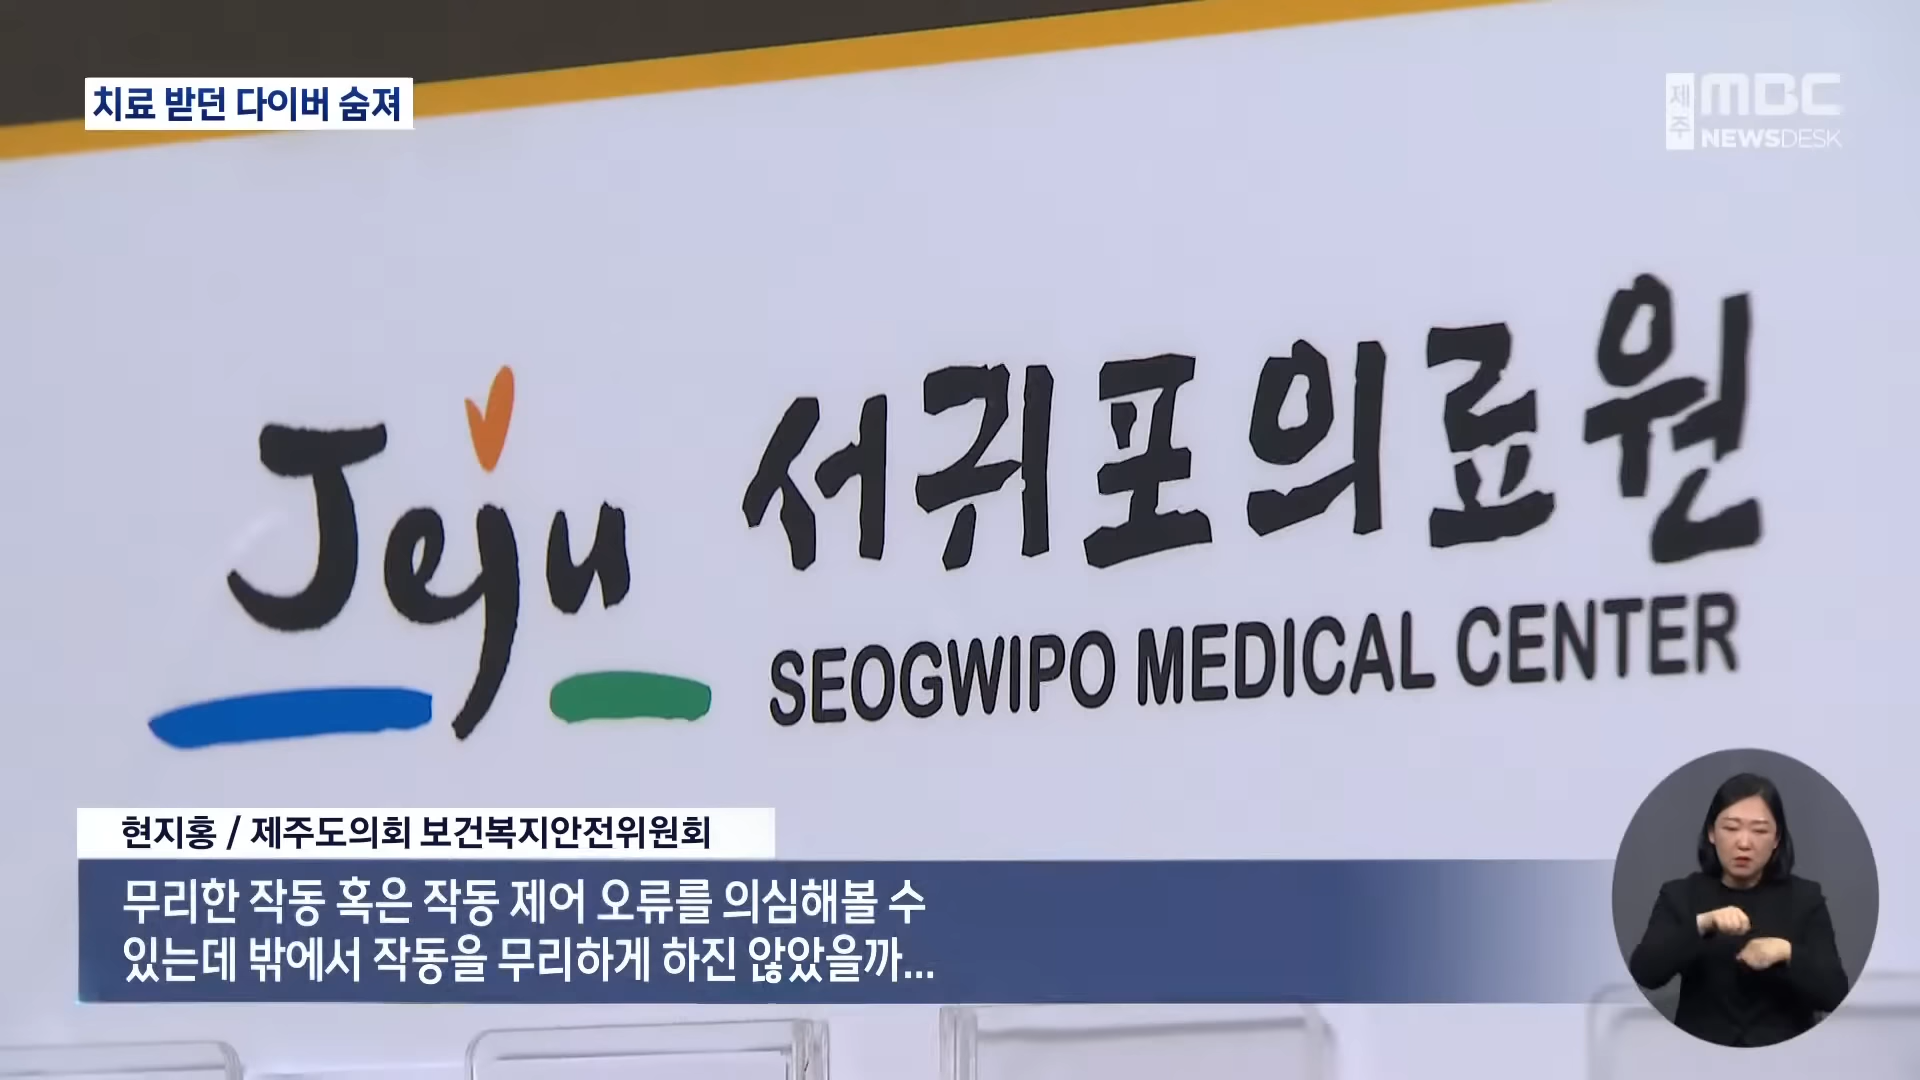 치료 받던 다이버 숨져
제주 MBC
NEWSDESK
Jeju 서귀포의료원
SEOGWIPO MEDICAL CENTER
현지홍 / 제주도의회 보건복지안전위원회
무리한 작동 혹은 작동 제어 오류를 의심해볼 수
있는데 밖에서 작동을 무리하게 하진 않았을까...